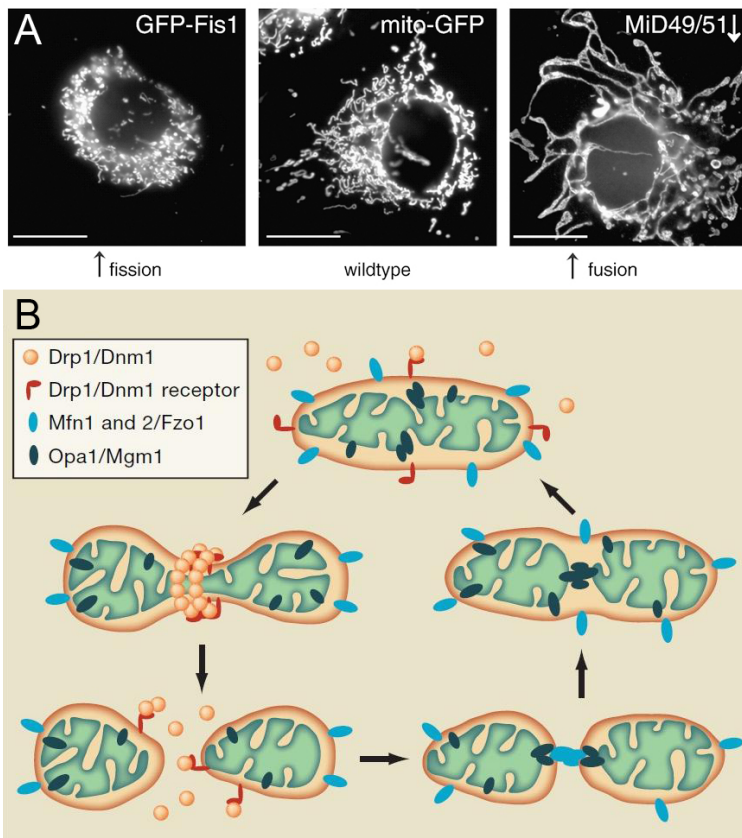 A
GFP-Fis1
mito-GFP
MiD49/51↓
↑ fission
wildtype
↑ fusion
B
Drp1/Dnm1
Drp1/Dnm1 receptor
Mfn1 and 2/Fzo1
Opa1/Mgm1